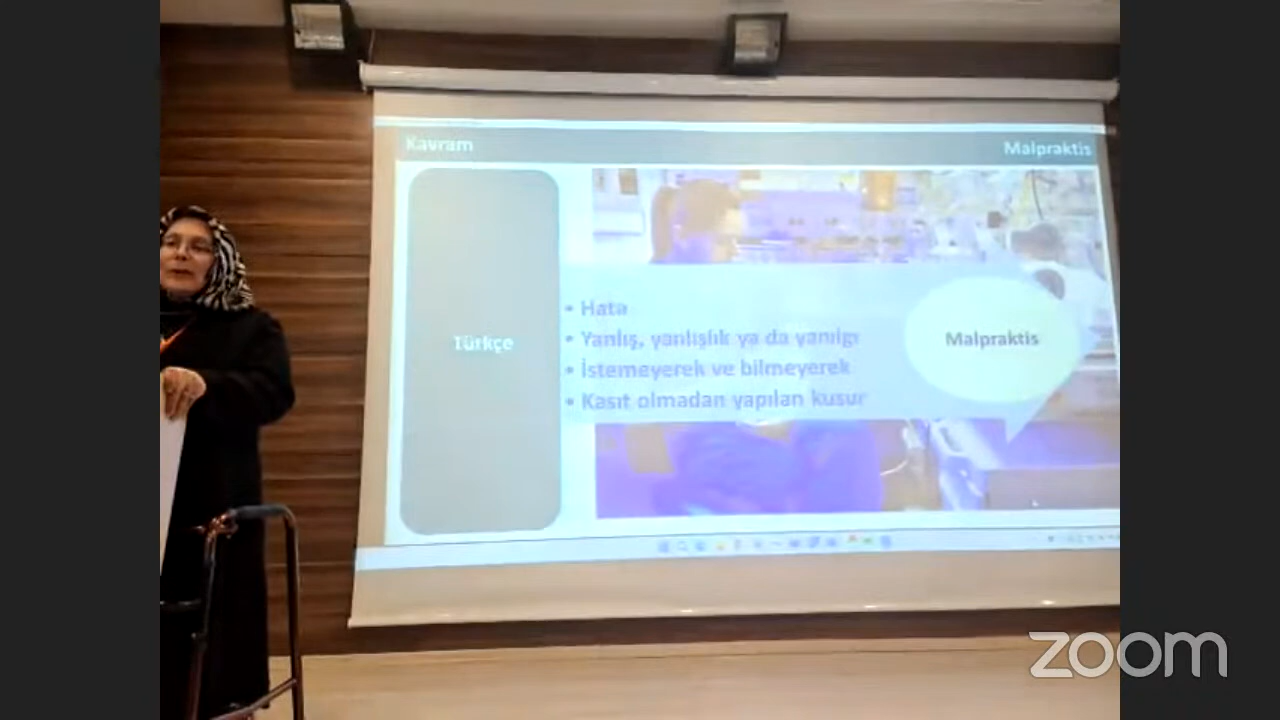 Kavram
Malpraktis
Türkçe
• Hata
• Yanlış, yanlışlık ya da yanılgı
• İstemeyerek ve bilmeyerek
• Kasıt olmadan yapılan kusur
Malpraktis
zoom